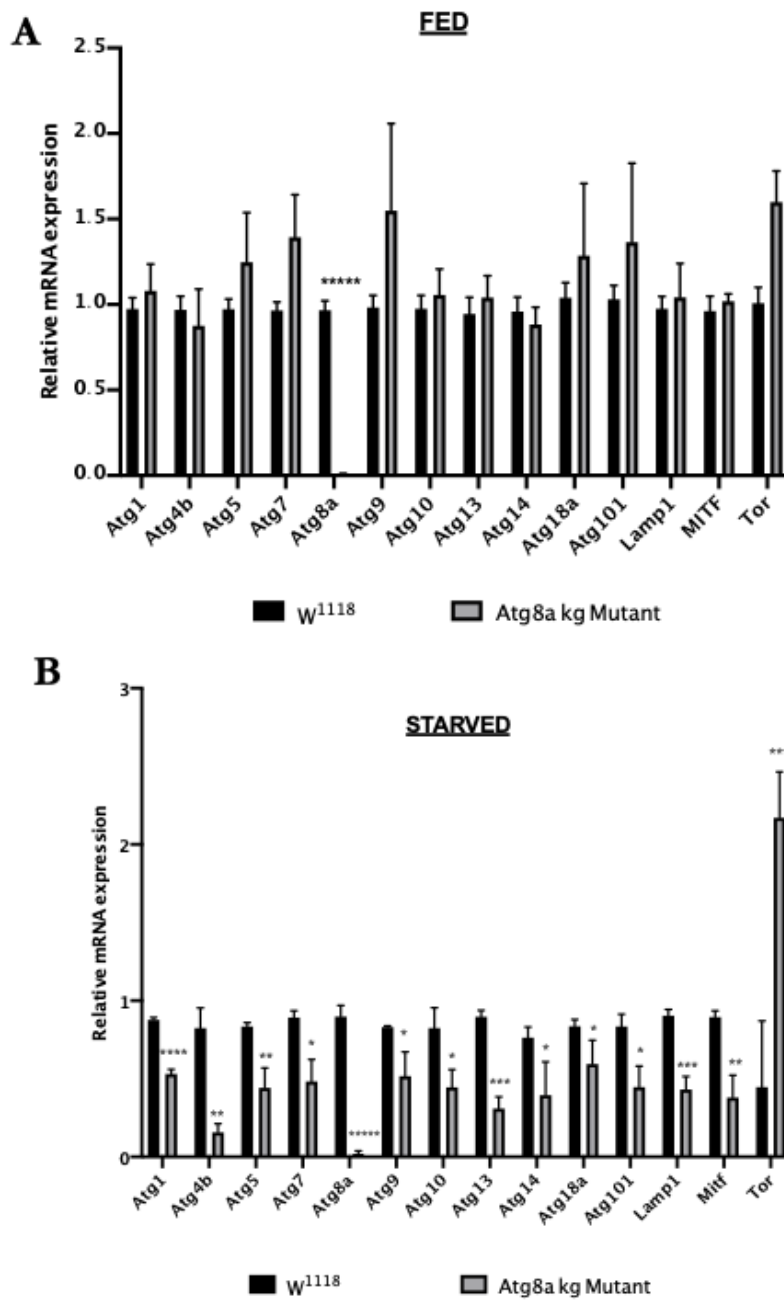 A
FED
Relative mRNA expression
2.5
2.0
1.5
1.0
0.5
0.0
*****
Atg1 Atg4b Atg5 Atg7 Atg8a Atg9 Atg10 Atg13 Atg14 Atg18a Atg101 Lamp1 MITF Tor
W1118 Atg8a kg Mutant
B
STARVED
Relative mRNA expression
3
2
1
0
**** ** ** * ***** * * *** * * * *** ** **
Atg1 Atg4b Atg5 Atg7 Atg8a Atg9 Atg10 Atg13 Atg14 Atg18a Atg101 Lamp1 Mitf Tor
W1118 Atg8a kg Mutant